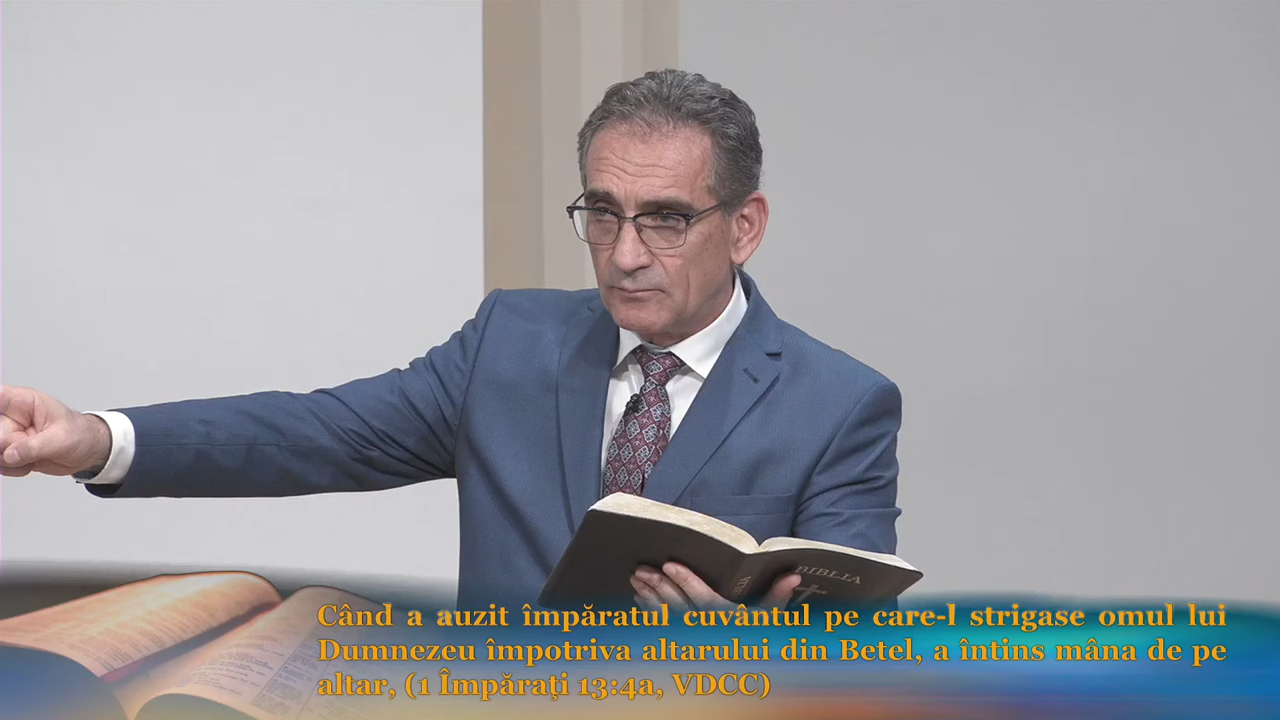 BIBLIA
Când a auzit împăratul cuvântul pe care-l strigase omul lui
Dumnezeu împotriva altarului din Betel, a întins mâna de pe
altar, (1 Împăraţi 13:4a, VDCC)